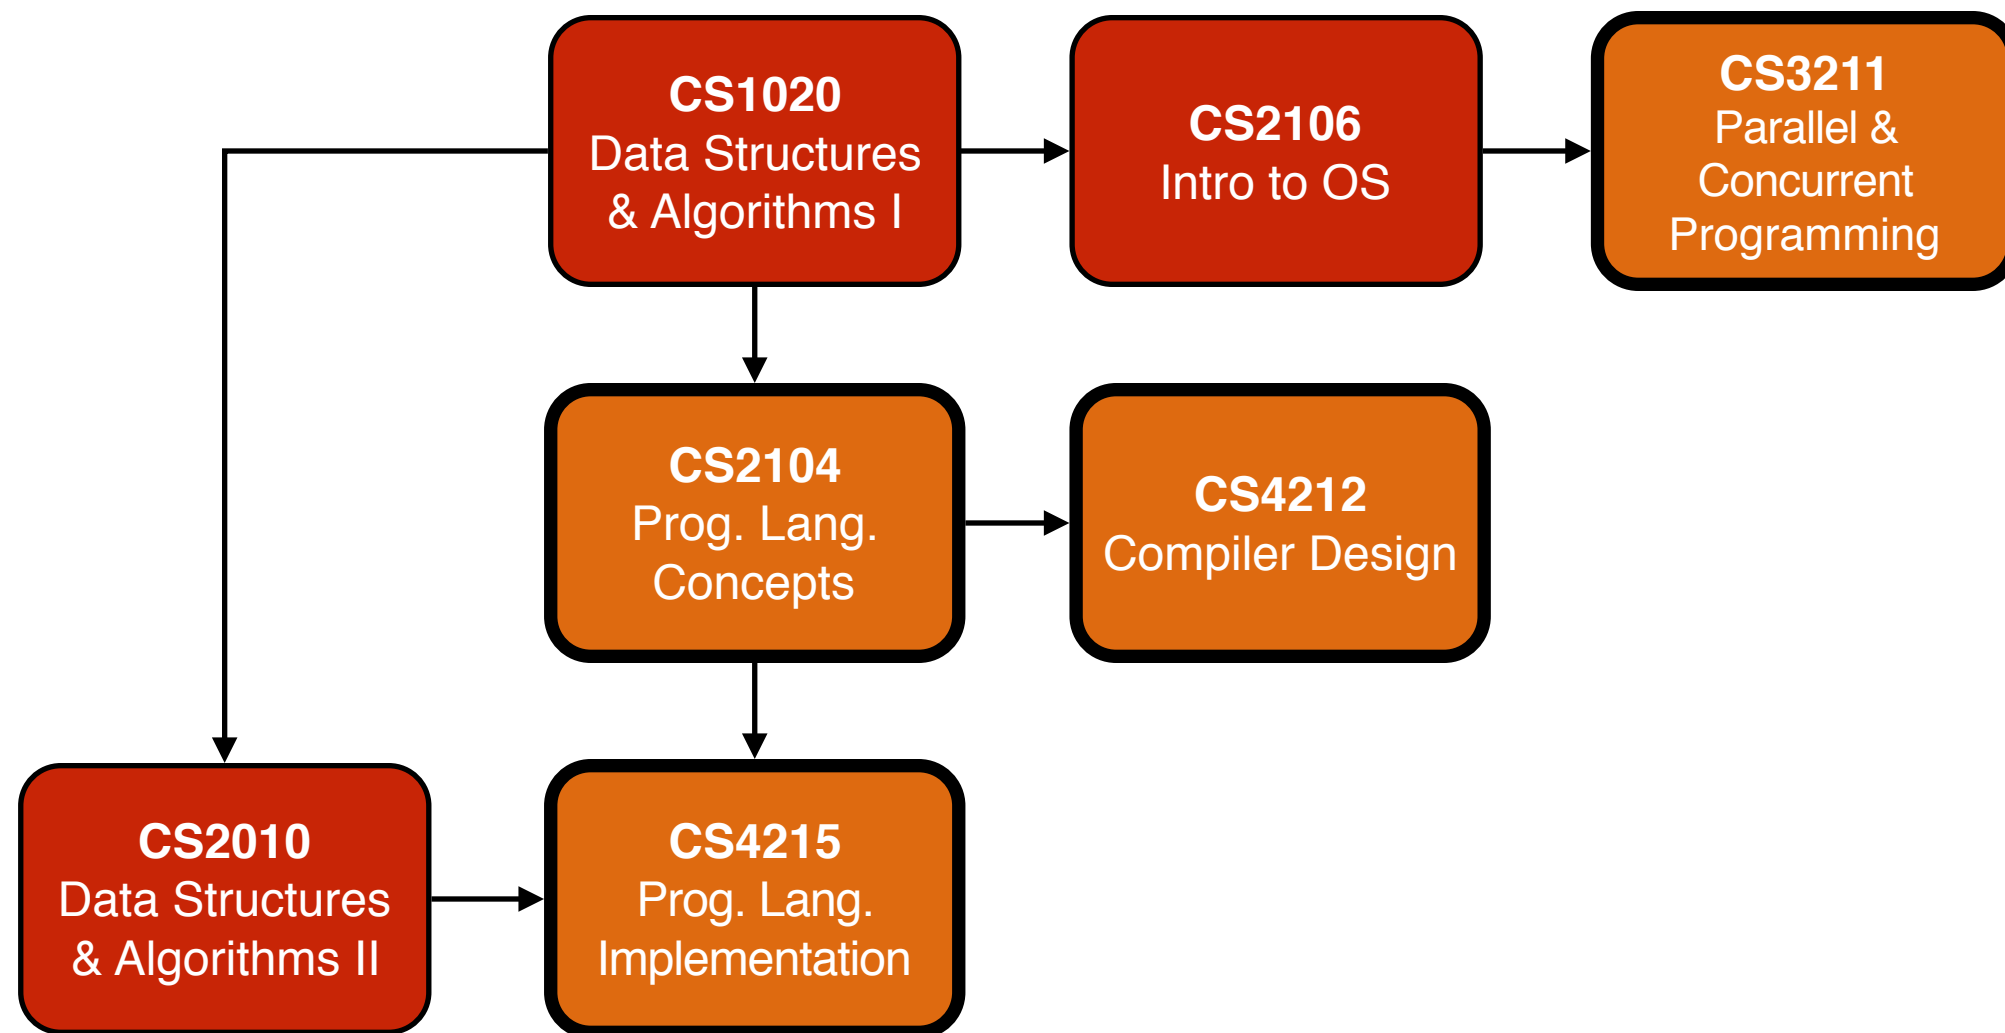 CS1020
Data Structures
& Algorithms I
CS2106
Intro to OS
CS3211
Parallel &
Concurrent
Programming
CS2104
Prog. Lang.
Concepts
CS4212
Compiler Design
CS2010
Data Structures
& Algorithms II
CS4215
Prog. Lang.
Implementation